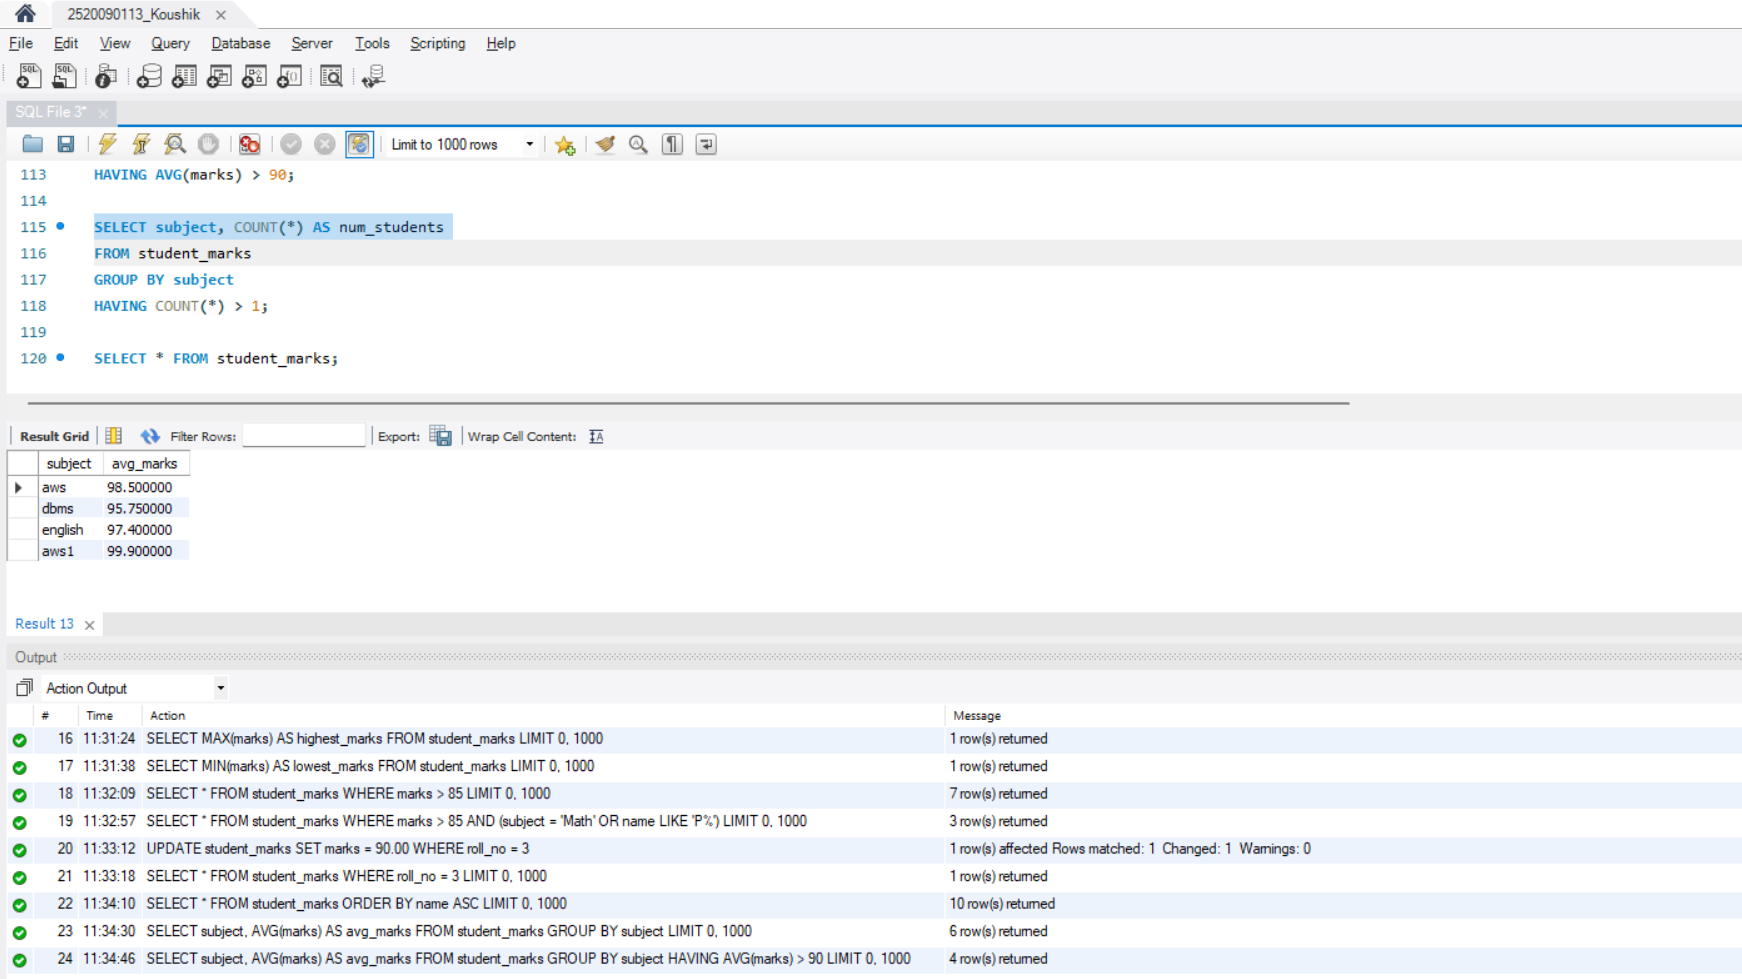 2520090113_Koushik
File Edit View Query Database Server Tools Scripting Help
SQL File 3*
Limit to 1000 rows
113 HAVING AVG(marks) > 90;
114
115 SELECT subject, COUNT(*) AS num_students
116 FROM student_marks
117 GROUP BY subject
118 HAVING COUNT(*) > 1;
119
120 SELECT * FROM student_marks;
Result Grid Filter Rows: Export: Wrap Cell Content:
subject avg_marks
aws 98.500000
dbms 95.750000
english 97.400000
aws1 99.900000
Result 13
Output
Action Output
# Time Action Message
16 11:31:24 SELECT MAX(marks) AS highest_marks FROM student_marks LIMIT 0, 1000 1 row(s) returned
17 11:31:38 SELECT MIN(marks) AS lowest_marks FROM student_marks LIMIT 0, 1000 1 row(s) returned
18 11:32:09 SELECT * FROM student_marks WHERE marks > 85 LIMIT 0, 1000 7 row(s) returned
19 11:32:57 SELECT * FROM student_marks WHERE marks > 85 AND (subject = 'Math' OR name LIKE 'P%') LIMIT 0, 1000 3 row(s) returned
20 11:33:12 UPDATE student_marks SET marks = 90.00 WHERE roll_no = 3 1 row(s) affected Rows matched: 1 Changed: 1 Warnings: 0
21 11:33:18 SELECT * FROM student_marks WHERE roll_no = 3 LIMIT 0, 1000 1 row(s) returned
22 11:34:10 SELECT * FROM student_marks ORDER BY name ASC LIMIT 0, 1000 10 row(s) returned
23 11:34:30 SELECT subject, AVG(marks) AS avg_marks FROM student_marks GROUP BY subject LIMIT 0, 1000 6 row(s) returned
24 11:34:46 SELECT subject, AVG(marks) AS avg_marks FROM student_marks GROUP BY subject HAVING AVG(marks) > 90 LIMIT 0, 1000 4 row(s) returned